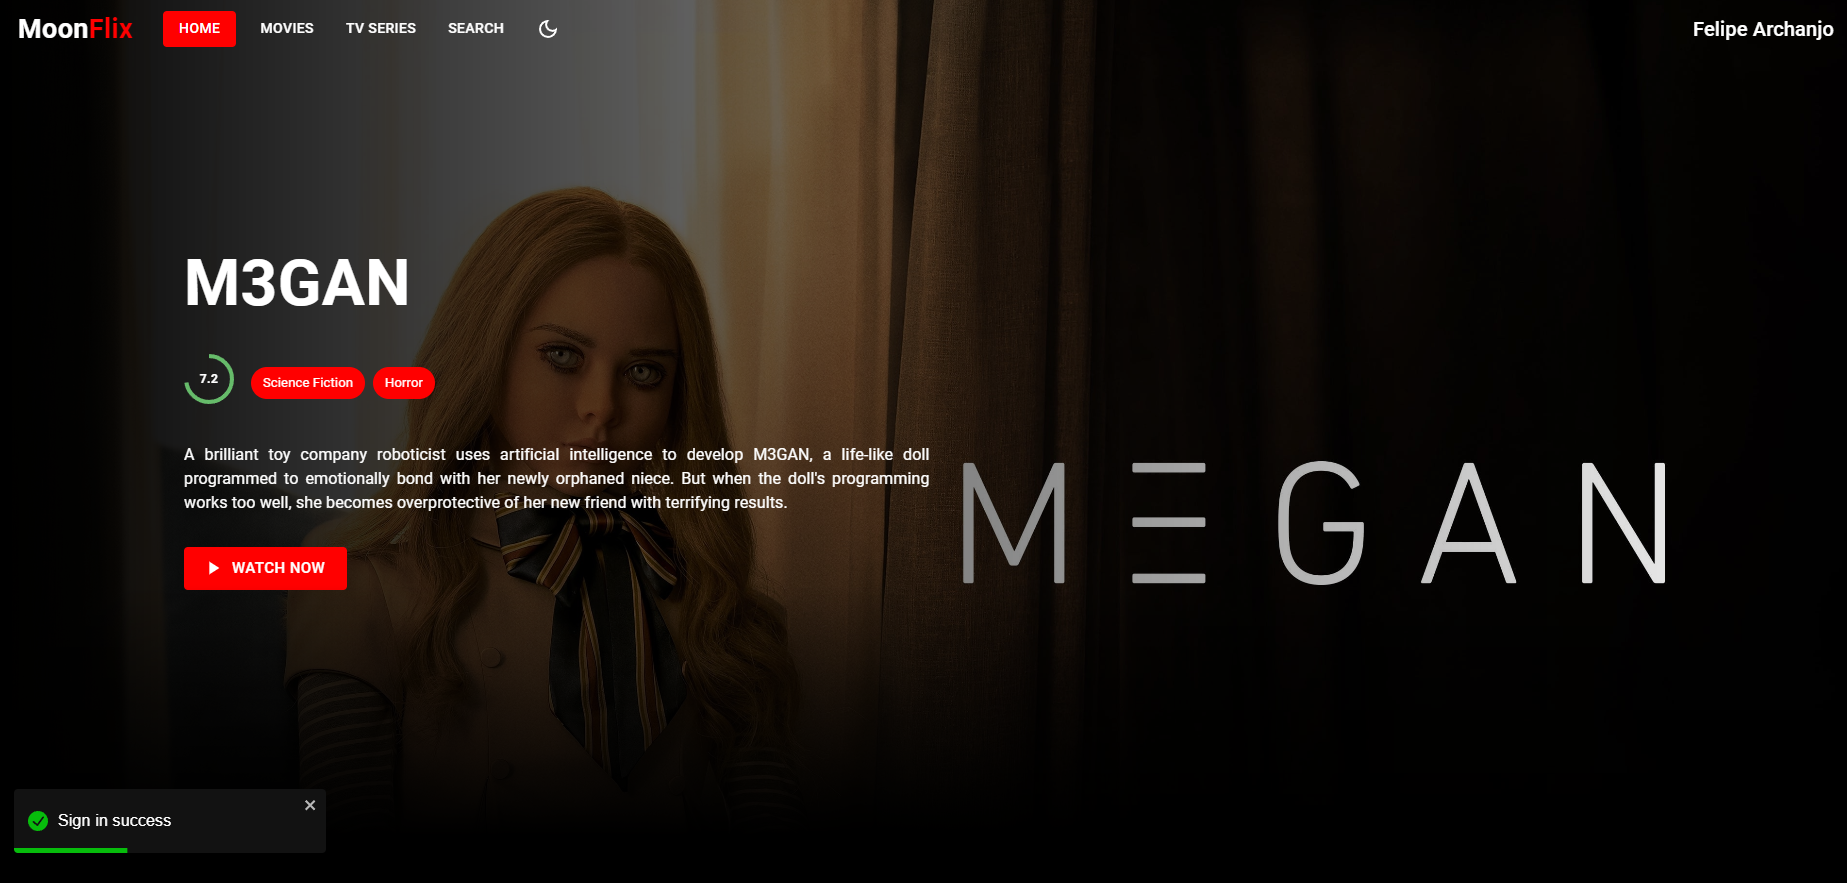 MoonFlix HOME MOVIES TV SERIES SEARCH Felipe Archanjo
M3GAN
7.2 Science Fiction Horror
A brilliant toy company roboticist uses artificial intelligence to develop M3GAN, a life-like doll
programmed to emotionally bond with her newly orphaned niece. But when the doll's programming
works too well, she becomes overprotective of her new friend with terrifying results.
M Ξ G A N
WATCH NOW
Sign in success